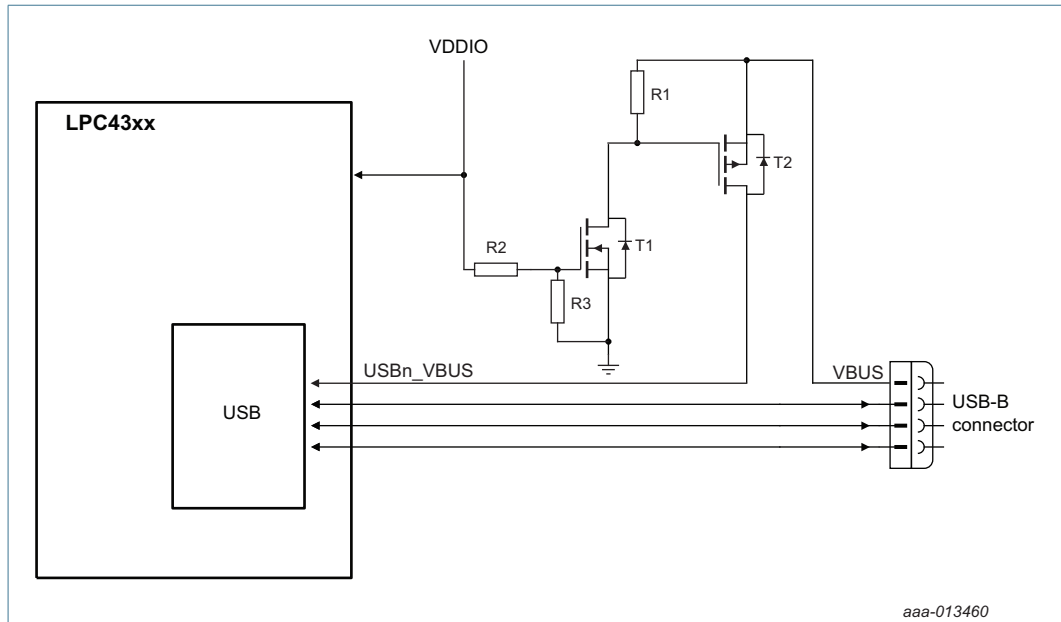 VDDIO
R1
LPC43xx
T2
R2
T1
R3
USBn_VBUS
VBUS
USB
USB-B
connector
aaa-013460